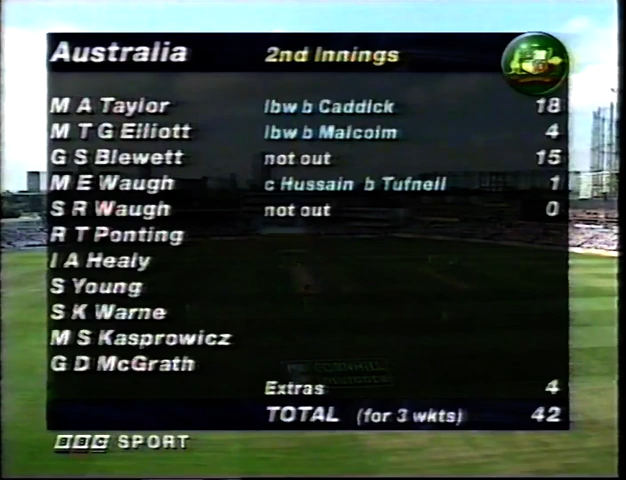 Australia 2nd Innings
M A Taylor lbw b Caddick 18
M T G Elliott lbw b Malcolm 4
G S Blewett not out 15
M E Waugh c Hussain b Tufnell 1
S R Waugh not out 0
R T Ponting
I A Healy
S Young
S K Warne
M S Kasprowicz
G D McGrath
CORNHILL
Extras 4
TOTAL (for 3 wkts) 42
BBC SPORT